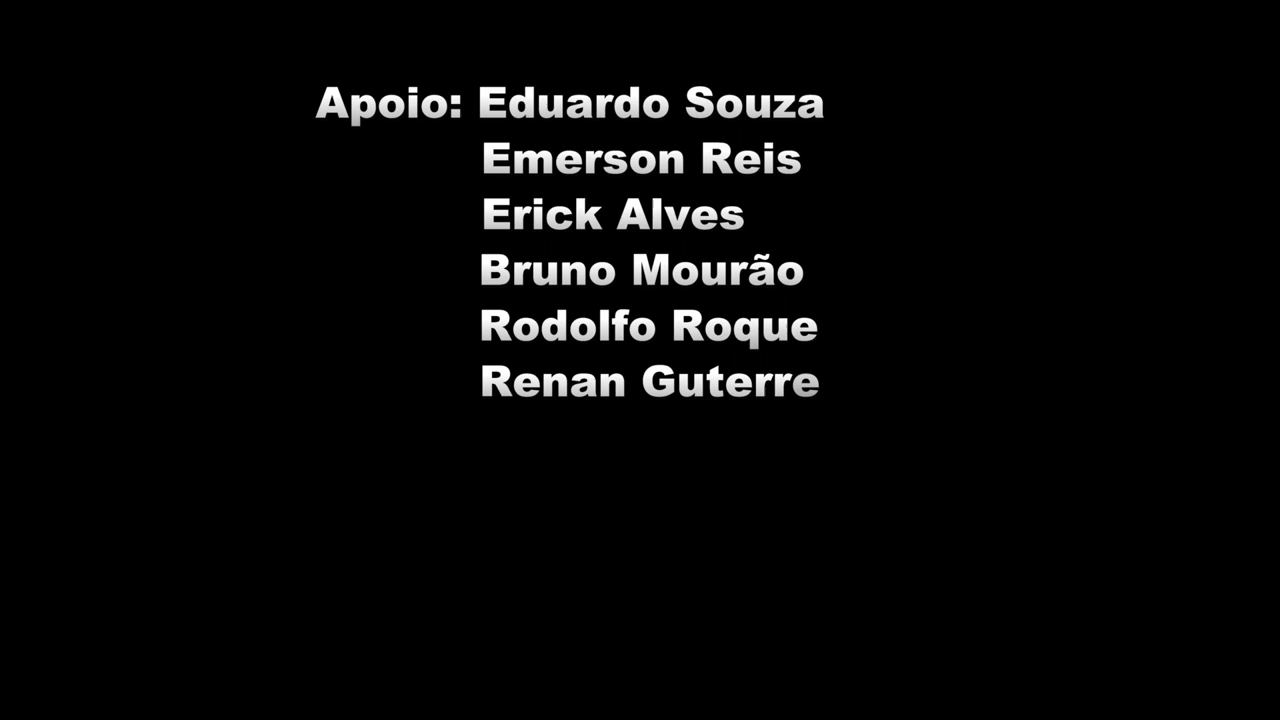 Apoio: Eduardo Souza
Emerson Reis
Erick Alves
Bruno Mourão
Rodolfo Roque
Renan Guterre